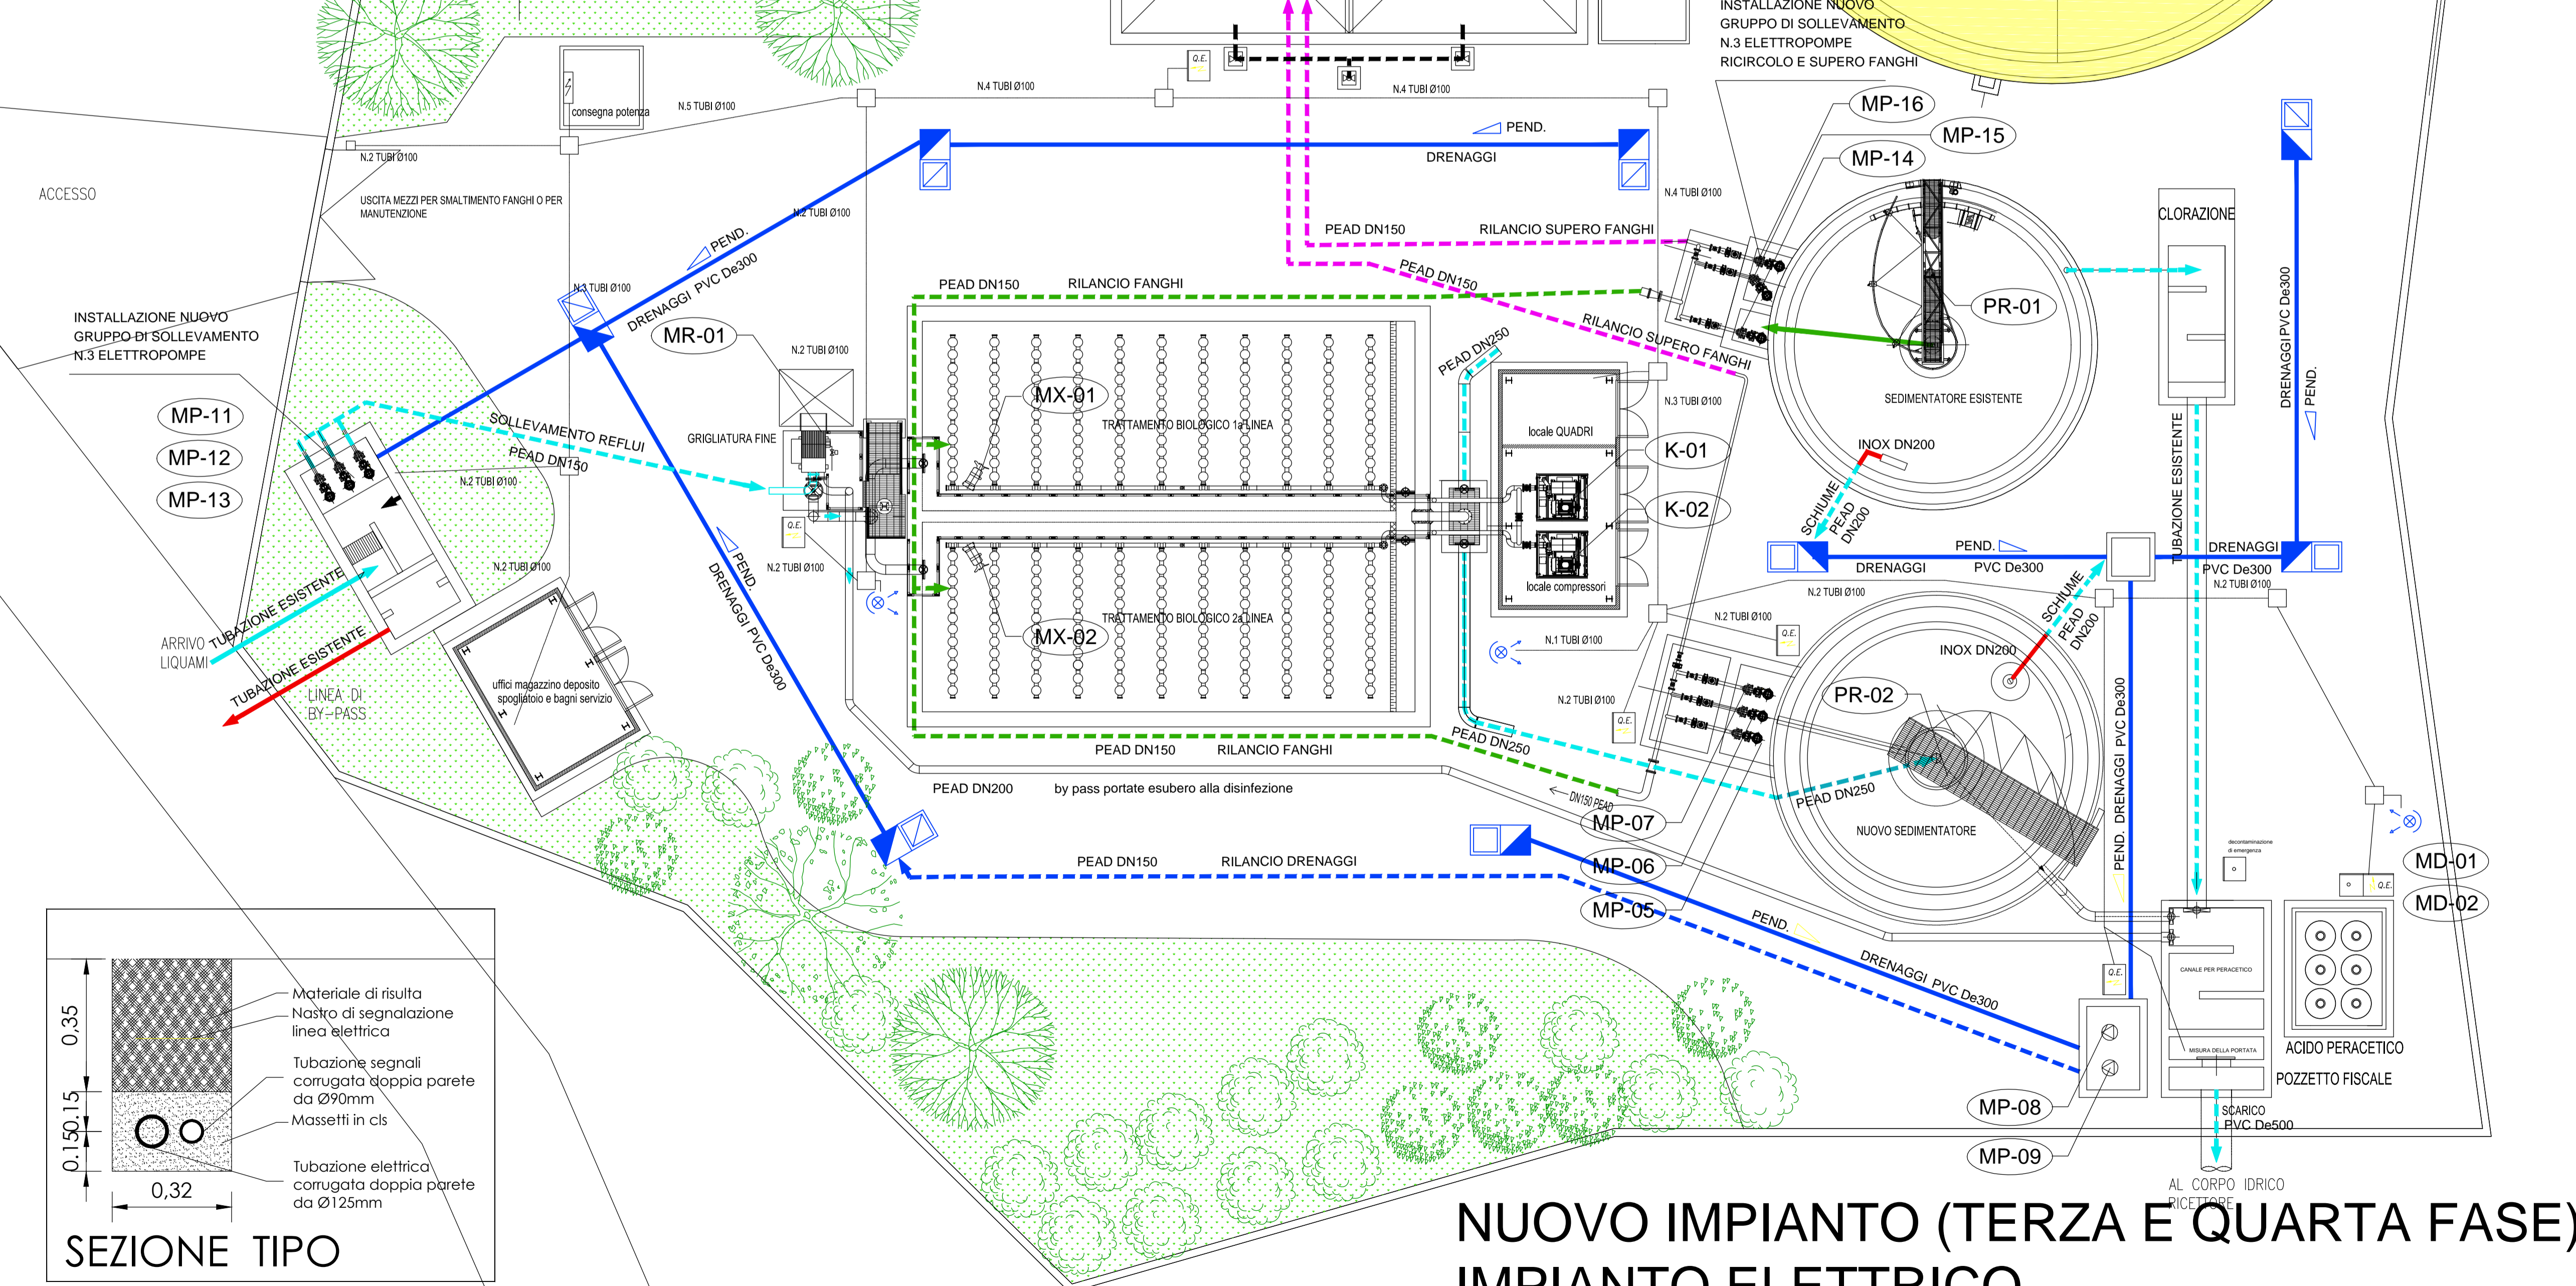 INSTALLAZIONE NUOVO
GRUPPO DI SOLLEVAMENTO
N.3 ELETTROPOMPE
RICIRCOLO E SUPERO FANGHI
Q.E.
consegna potenza
N.5 TUBI Ø100
N.4 TUBI Ø100
N.4 TUBI Ø100
MP-16
MP-15
MP-14
PEND.
DRENAGGI
N.2 TUBI Ø100
ACCESSO
USCITA MEZZI PER SMALTIMENTO FANGHI O PER
MANUTENZIONE
N.2 TUBI Ø100
N.4 TUBI Ø100
CLORAZIONE
PEND.
DRENAGGI PVC De300
N.3 TUBI Ø100
PEAD DN150
RILANCIO SUPERO FANGHI
PEAD DN150
RILANCIO SUPERO FANGHI
PEAD DN150
RILANCIO FANGHI
PR-01
DRENAGGI PVC De300
PEND.
INSTALLAZIONE NUOVO
GRUPPO DI SOLLEVAMENTO
N.3 ELETTROPOMPE
MR-01
N.2 TUBI Ø100
PEAD DN250
MP-11
MP-12
MP-13
SOLLEVAMENTO REFLUI
PEAD DN150
GRIGLIATURA FINE
MX-01
TRATTAMENTO BIOLOGICO 1a LINEA
N.3 TUBI Ø100
SEDIMENTATORE ESISTENTE
locale QUADRI
K-01
K-02
INOX DN200
SCHIUME
PEAD
DN200
TUBAZIONE ESISTENTE
N.2 TUBI Ø100
Q.E.
N.2 TUBI Ø100
N.2 TUBI Ø100
locale compressori
PEND.
DRENAGGI
PVC De300
DRENAGGI
PVC De300
N.2 TUBI Ø100
N.2 TUBI Ø100
PEND.
DRENAGGI PVC De300
TUBAZIONE ESISTENTE
ARRIVO
LIQUAMI
TUBAZIONE ESISTENTE
LINEA DI
BY-PASS
uffici magazzino deposito
spogliatoio e bagni servizio
TRATTAMENTO BIOLOGICO 2a LINEA
MX-02
N.1 TUBI Ø100
N.2 TUBI Ø100
Q.E.
SCHIUME
PEAD
DN200
INOX DN200
PR-02
N.2 TUBI Ø100
Q.E.
PEND. DRENAGGI PVC De300
PEAD DN150
RILANCIO FANGHI
PEAD DN250
PEAD DN200
by pass portate esubero alla disinfezione
DN150 PEAD
PEAD DN250
MP-07
MP-06
MP-05
NUOVO SEDIMENTATORE
decontaminazione
di emergenza
PEAD DN150
RILANCIO DRENAGGI
Q.E.
MD-01
MD-02
PEND.
DRENAGGI PVC De300
Q.E.
CANALE PER PERACETICO
MISURA DELLA PORTATA
ACIDO PERACETICO
POZZETTO FISCALE
MP-08
MP-09
SCARICO
PVC De500
AL CORPO IDRICO
RICETTORE
0,35
0.15
0.15
0,32
Materiale di risulta
Nastro di segnalazione
linea elettrica
Tubazione segnali
corrugata doppia parete
da Ø90mm
Massetti in cls
Tubazione elettrica
corrugata doppia parete
da Ø125mm
SEZIONE TIPO
NUOVO IMPIANTO (TERZA E QUARTA FASE)
IMPIANTO ELETTRICO